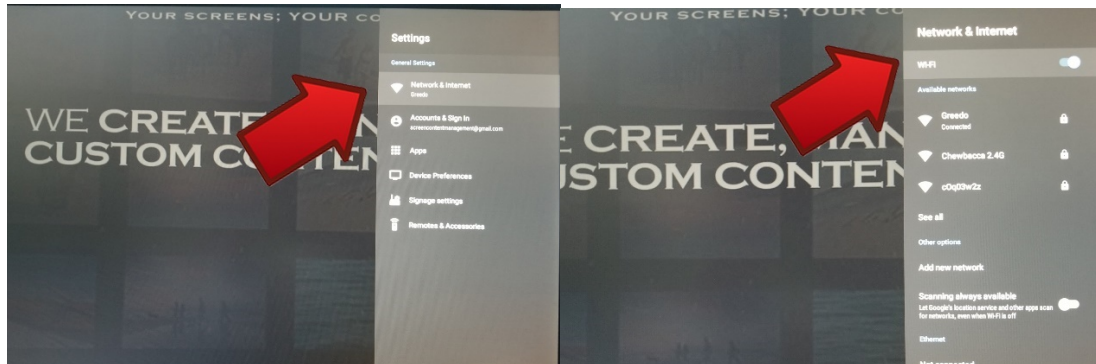 YOUR SCREENS; YOUR CO
WE CREATE
CUSTOM CONTEN
Settings
General Settings
Network & Internet
Greedo
Accounts & Sign In
screenscontentmanagement@gmail.com
Apps
Device Preferences
Signage settings
Remotes & Accessories
YOUR SCREENS; YOUR CO
E CREATE, MAN
USTOM CONTEN
Network & Internet
Wi-Fi
Available networks
Greedo
Connected
Chewbacca 2.4G
c0q03w2z
See all
Other options
Add new network
Scanning always available
Let Google's location service and other apps scan
for networks, even when Wi-Fi is off
Ethernet
Not connected